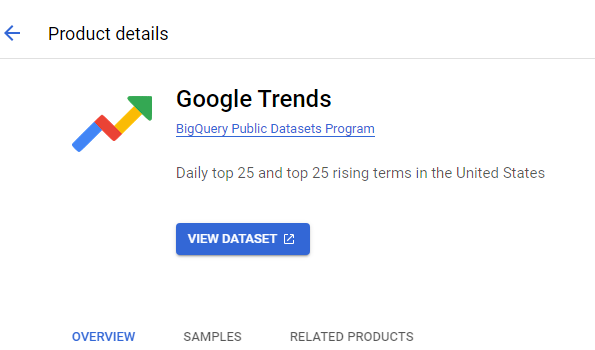 Product details
Google Trends
BigQuery Public Datasets Program
Daily top 25 and top 25 rising terms in the United States
VIEW DATASET
OVERVIEW SAMPLES RELATED PRODUCTS